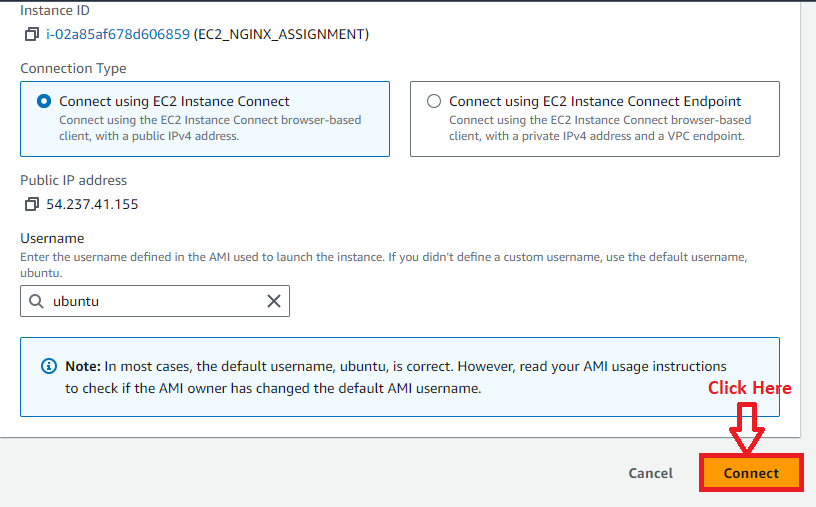 Instance ID
i-02a85af678d606859 (EC2_NGINX_ASSIGNMENT)
Connection Type
Connect using EC2 Instance Connect
Connect using the EC2 Instance Connect browser-based
client, with a public IPv4 address.
Connect using EC2 Instance Connect Endpoint
Connect using the EC2 Instance Connect browser-based
client, with a private IPv4 address and a VPC endpoint.
Public IP address
54.237.41.155
Username
Enter the username defined in the AMI used to launch the instance. If you didn't define a custom username, use the default username,
ubuntu.
ubuntu
Note: In most cases, the default username, ubuntu, is correct. However, read your AMI usage instructions
to check if the AMI owner has changed the default AMI username.
Click Here
Cancel
Connect